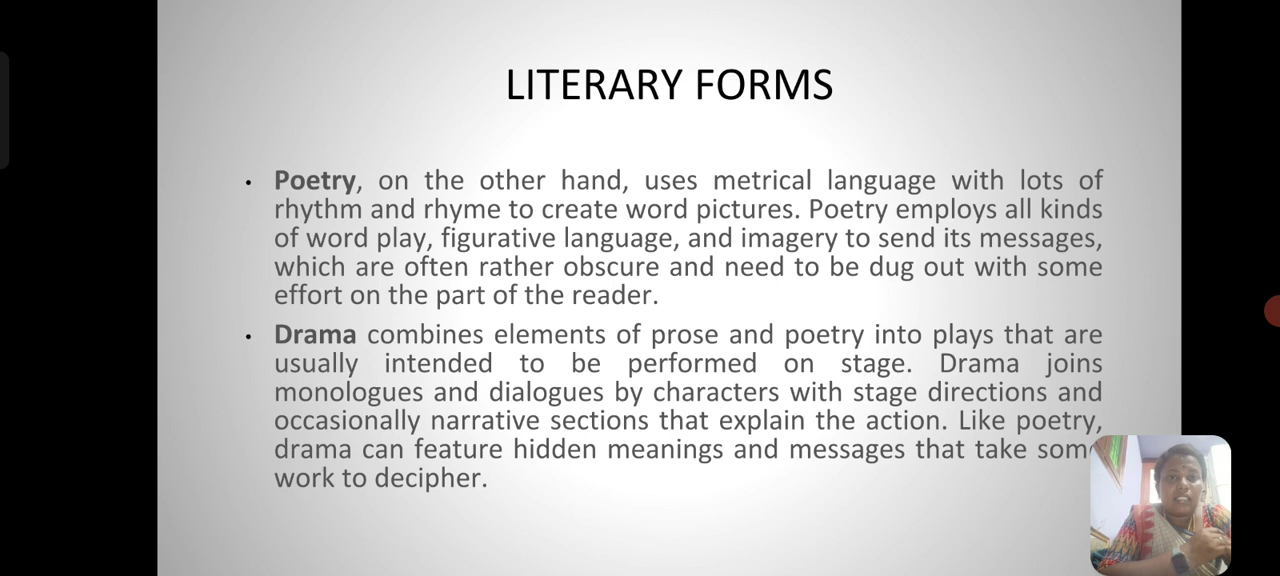 LITERARY FORMS
• Poetry, on the other hand, uses metrical language with lots of
rhythm and rhyme to create word pictures. Poetry employs all kinds
of word play, figurative language, and imagery to send its messages,
which are often rather obscure and need to be dug out with some
effort on the part of the reader.
• Drama combines elements of prose and poetry into plays that are
usually intended to be performed on stage. Drama joins
monologues and dialogues by characters with stage directions and
occasionally narrative sections that explain the action. Like poetry,
drama can feature hidden meanings and messages that take some
work to decipher.